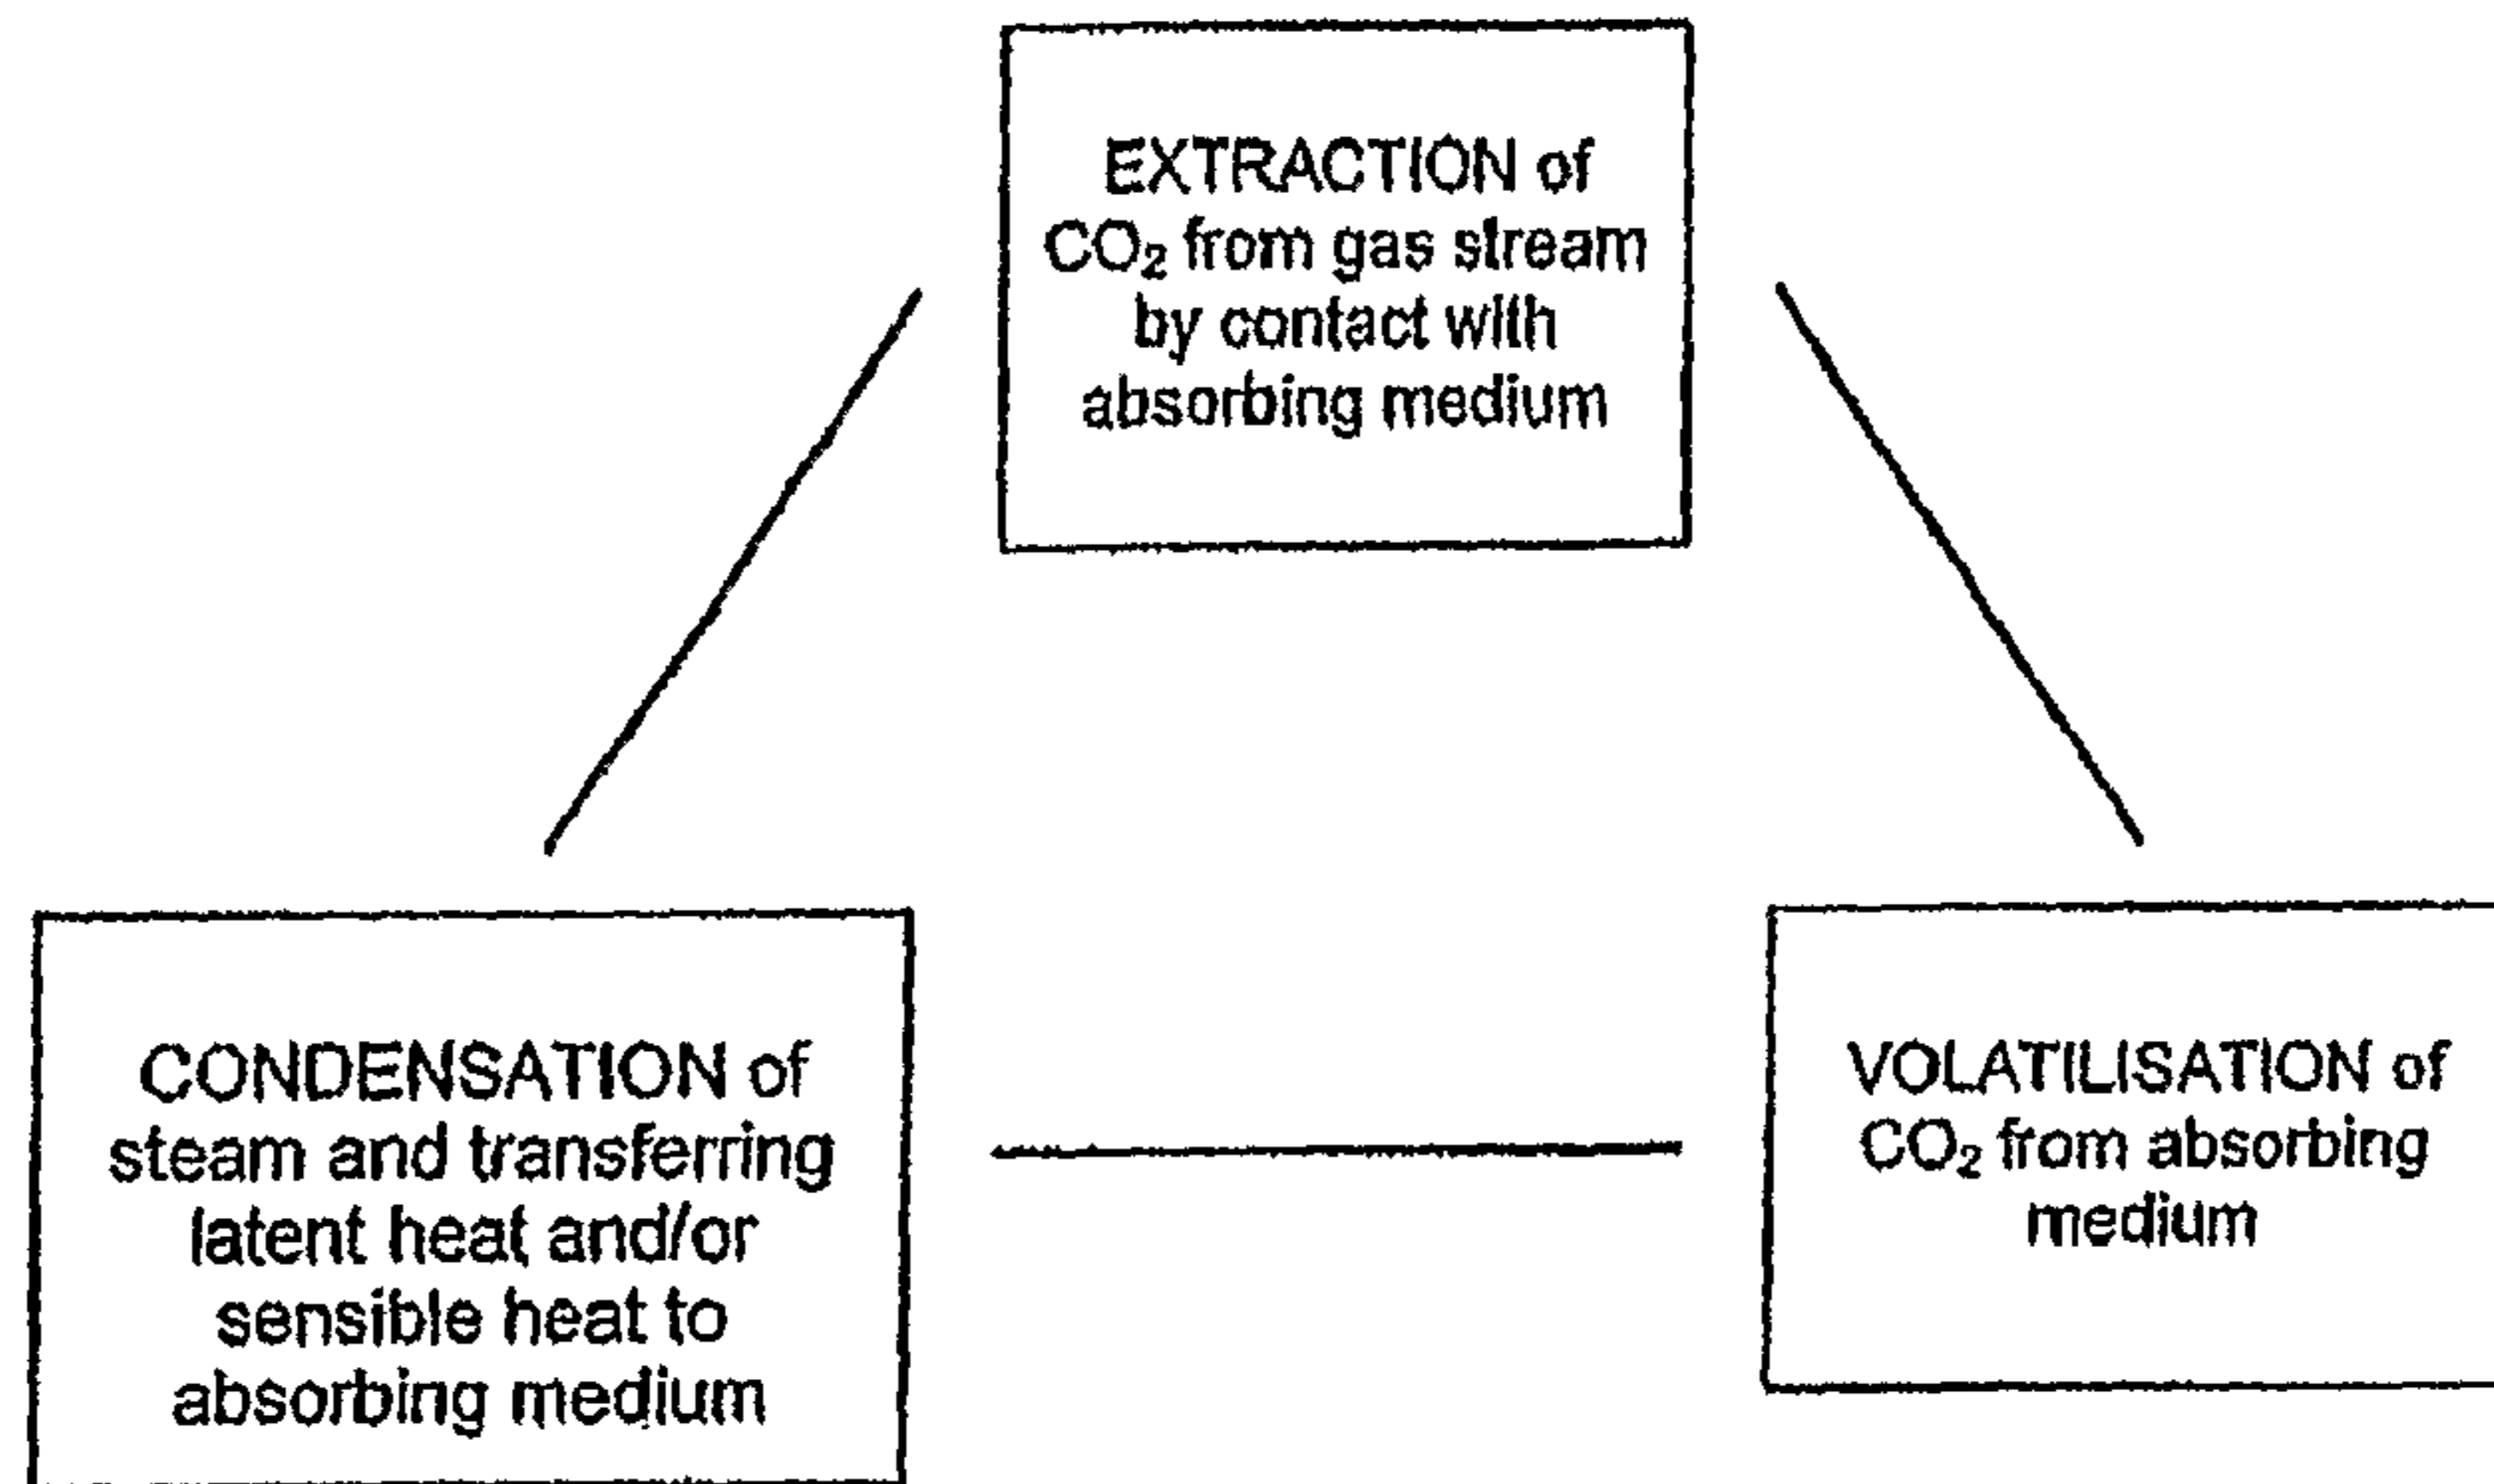 EXTRACTION of
CO₂ from gas stream
by contact with
absorbing medium
CONDENSATION of
steam and transferring
latent heat and/or
sensible heat to
absorbing medium
VOLATILISATION of
CO₂ from absorbing
medium